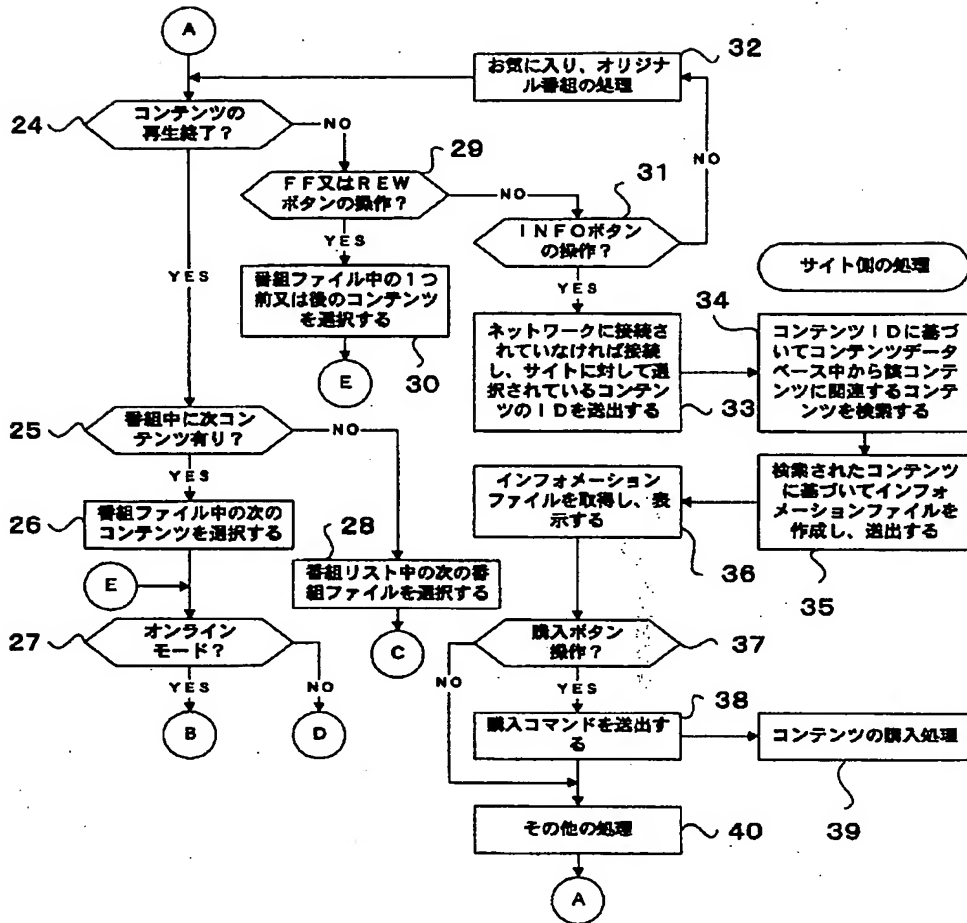 A
32
お気に入り、オリジナ
ル番組の処理
24
コンテンツの
再生終了？
NO
29
FF又はREW
ボタンの操作？
NO
31
INFOボタン
の操作？
NO
YES
YES
番組ファイル中の1つ
前又は後のコンテンツ
を選択する
30
E
YES
サイト側の処理
ネットワークに接続
されていなければ接続
し、サイトに対して選
択されているコンテン
ツのIDを送出する
33
34
コンテンツIDに基づ
いてコンテンツデータ
ベース中から該コンテ
ンツに関連するコンテ
ンツを検索する
25
番組中に次コン
テンツ有り？
NO
YES
26
番組ファイル中の次の
コンテンツを選択する
28
番組リスト中の次の番
組ファイルを選択する
C
インフォメーション
ファイルを取得し、表
示する
36
検索されたコンテンツ
に基づいてインフォ
メーションファイルを
作成し、送出する
35
E
27
オンライン
モード？
YES
NO
B
D
購入ボタン
操作？
37
NO
YES
38
購入コマンドを送出す
る
コンテンツの購入処理
39
その他の処理
40
A